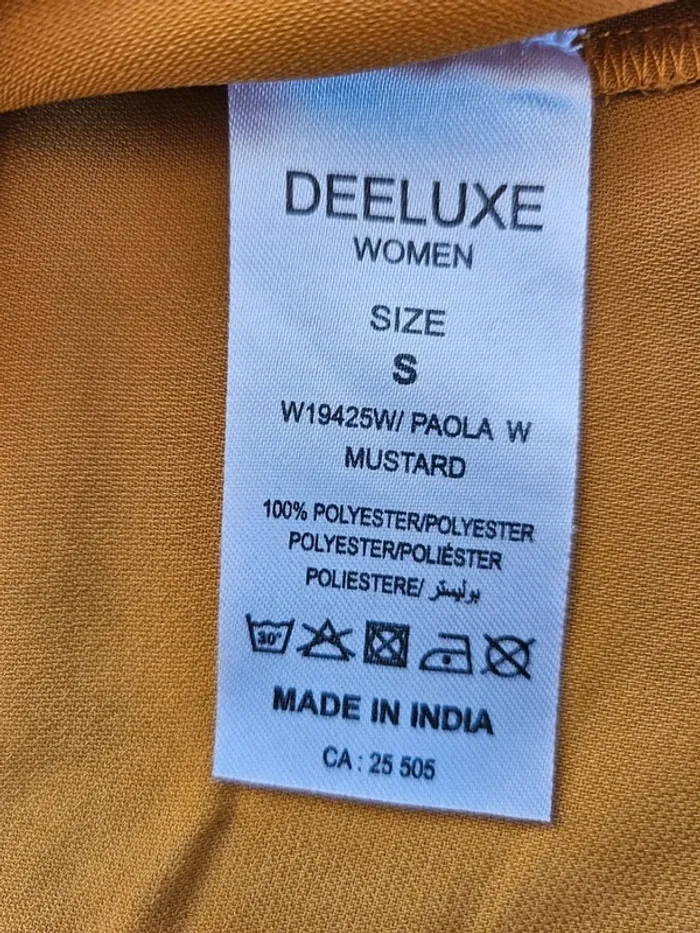 DEELUXE
WOMEN
SIZE
S
W19425W/ PAOLA W
MUSTARD
100% POLYESTER/POLYESTER
POLYESTER/POLIÉSTER
POLIESTERE/ بوليستر
30°
MADE IN INDIA
CA : 25 505